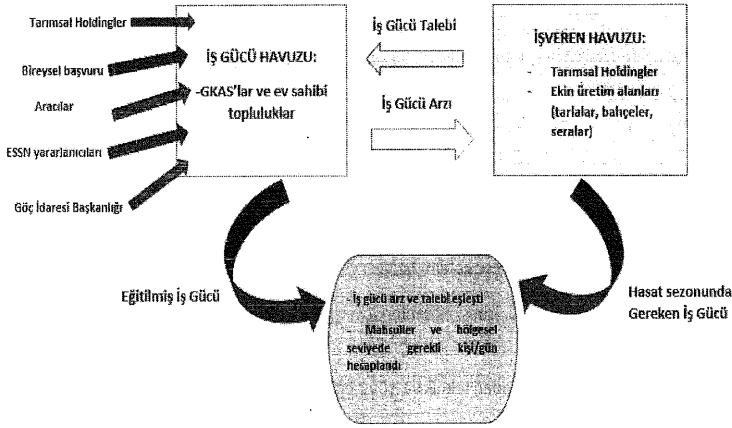 Tarımsal Holdingler
Bireysel başvuru
Aracılar
ESSN yararlanıcıları
Göç İdaresi Başkanlığı
İŞ GÜCÜ HAVUZU:
-GKAS'lar ve ev sahibi
topluluklar
İş Gücü Talebi
İş Gücü Arzı
İŞVEREN HAVUZU:
- Tarımsal Holdingler
- Ekin üretim alanları
(tarlalar, bahçeler,
seralar)
Eğitilmiş İş Gücü
- İş gücü arz ve talebi eşleşti
- Mahsuller ve bölgesel
seviyede gerekli kişi/gün
hesaplandı
Hasat sezonunda
Gereken İş Gücü